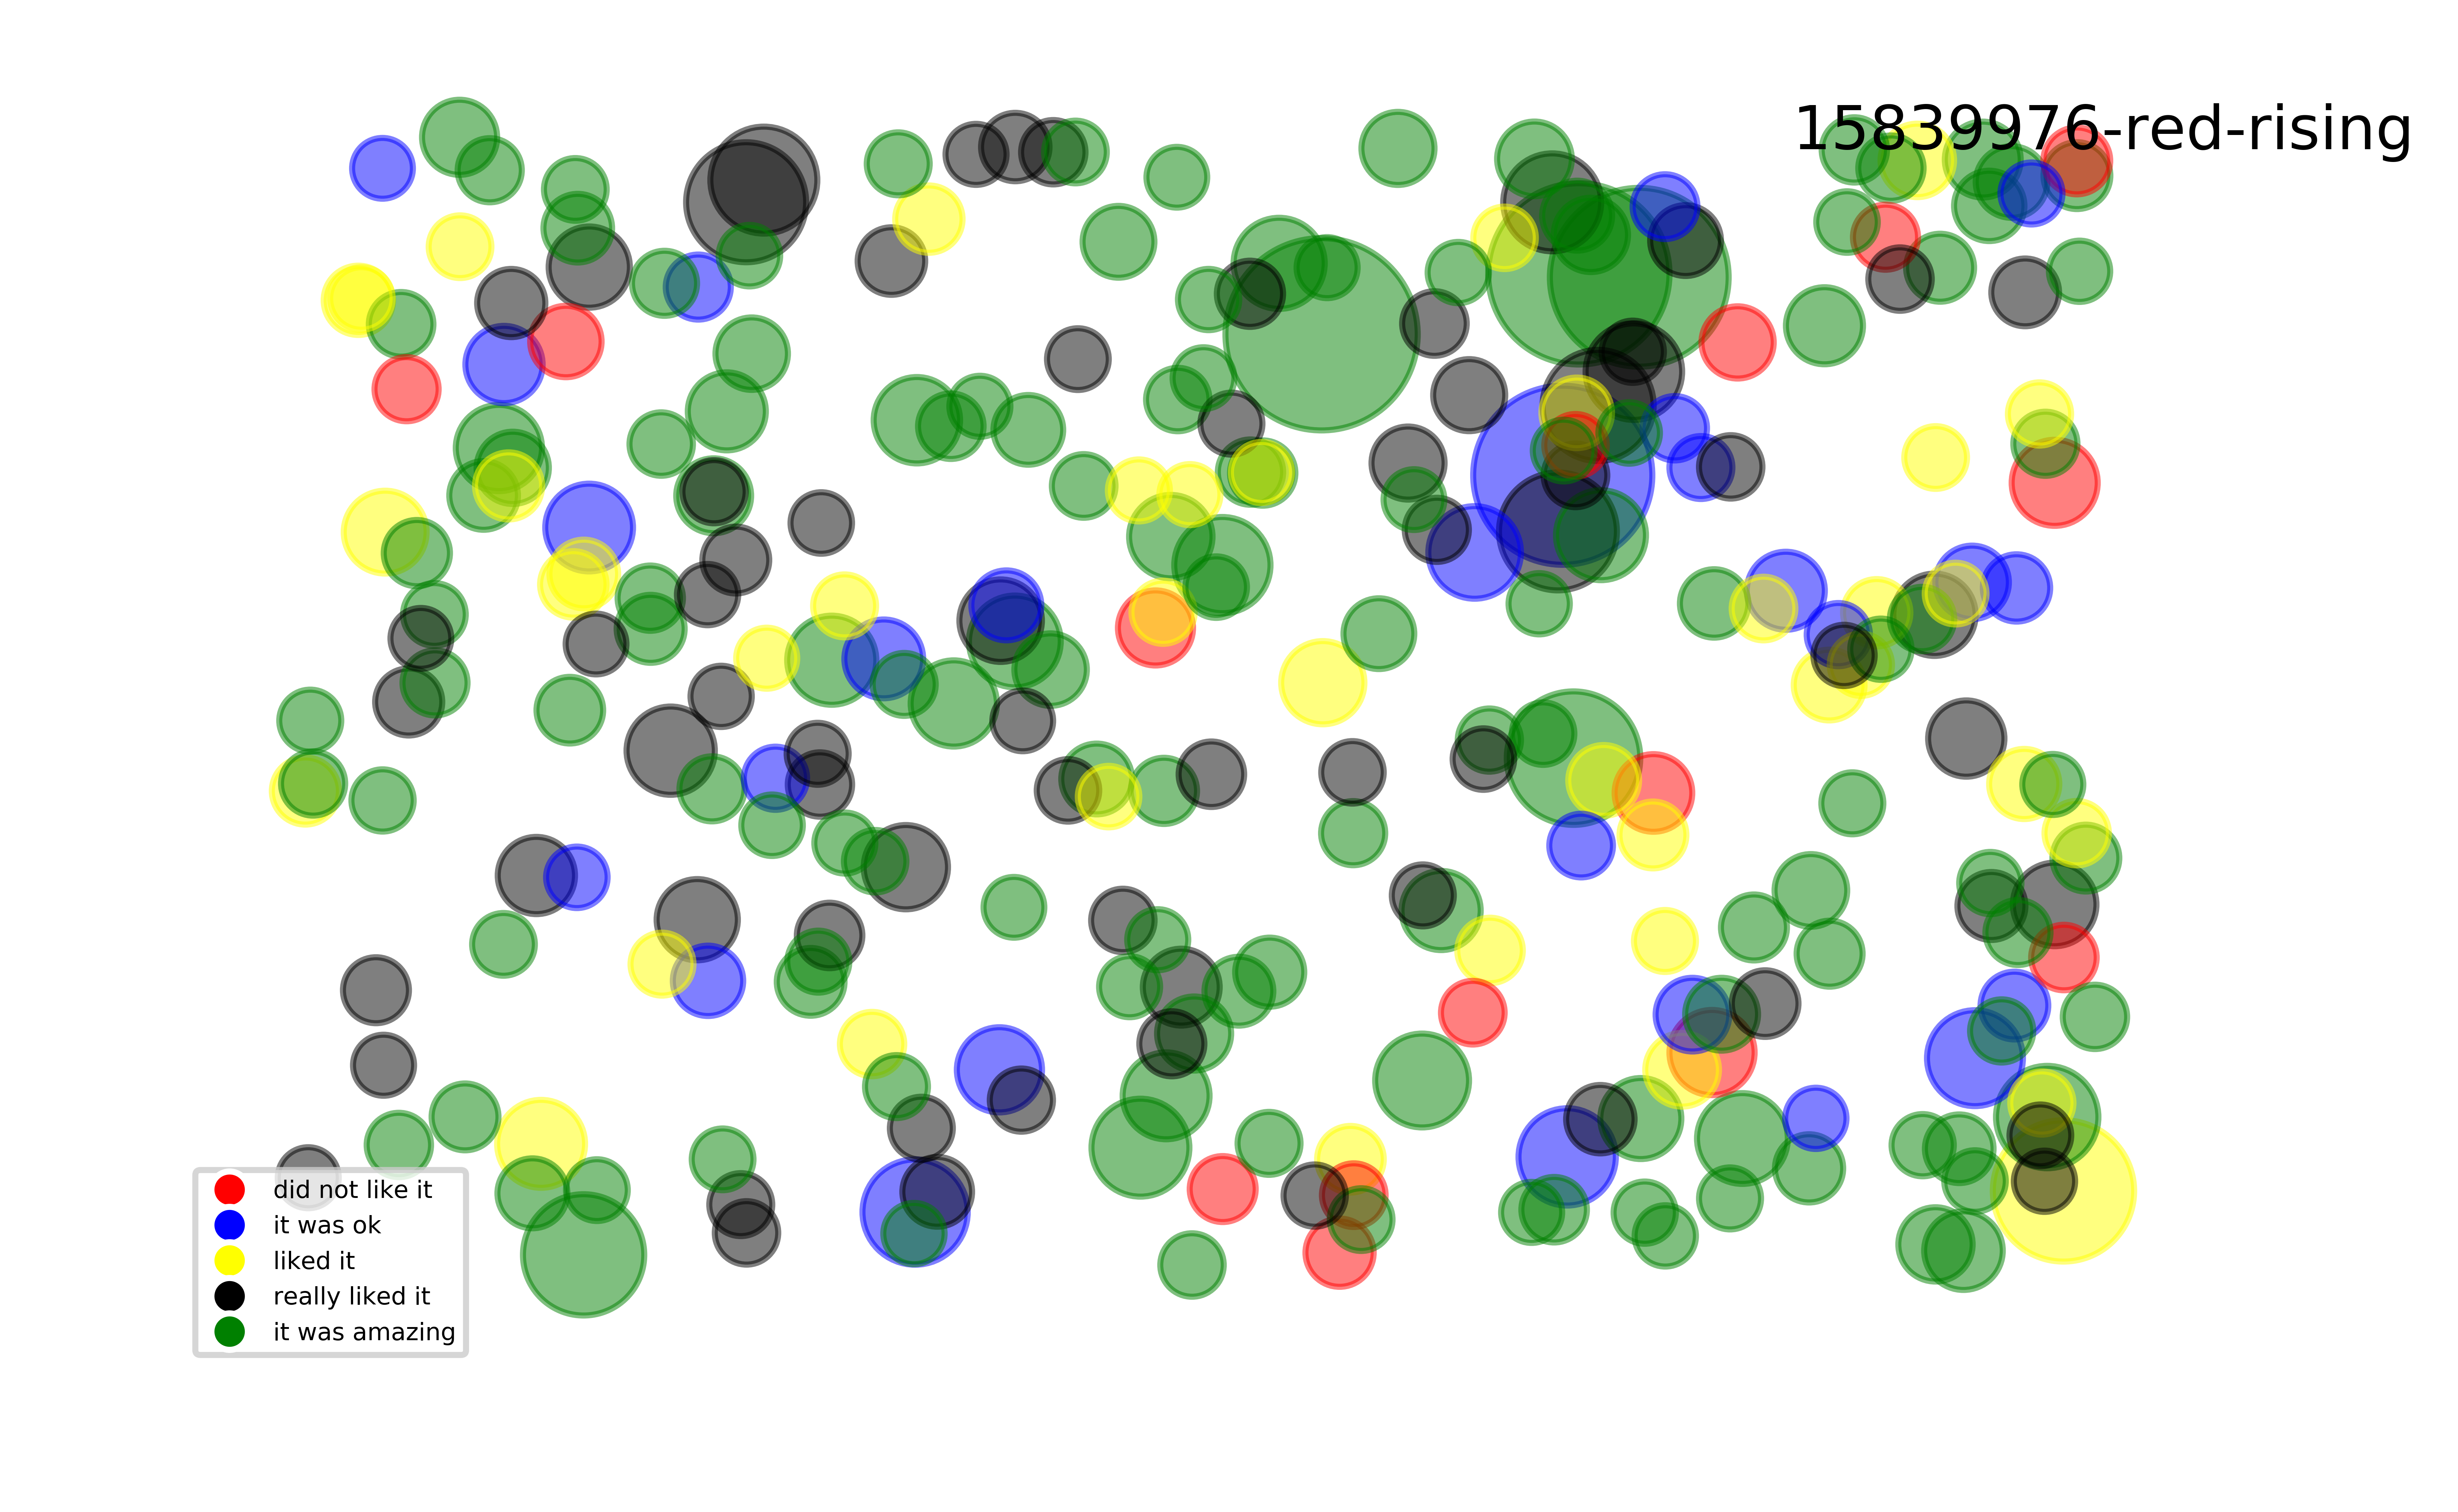 15839976-red-rising
did not like it
it was ok
liked it
really liked it
it was amazing